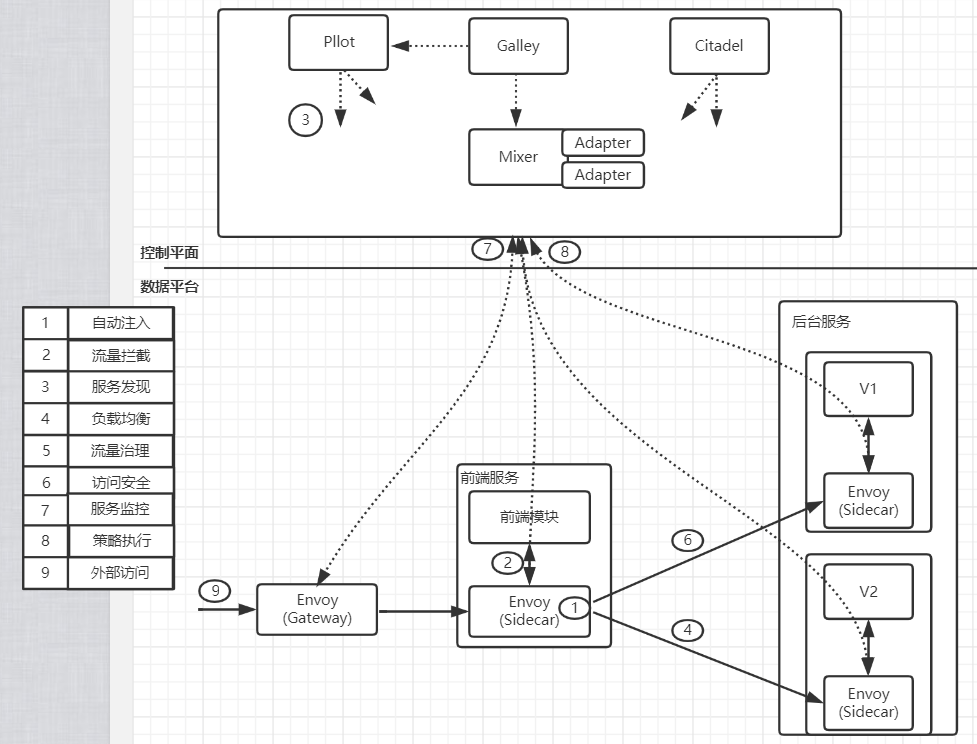 Pllot
Galley
Citadel
3
Mixer
Adapter
Adapter
7
8
控制平面
数据平台
1 自动注入
2 流量拦截
3 服务发现
4 负载均衡
5 流量治理
6 访问安全
7 服务监控
8 策略执行
9 外部访问
后台服务
V1
Envoy
(Sidecar)
前端服务
前端模块
2
6
9
Envoy
(Gateway)
Envoy
(Sidecar)
1
4
V2
Envoy
(Sidecar)